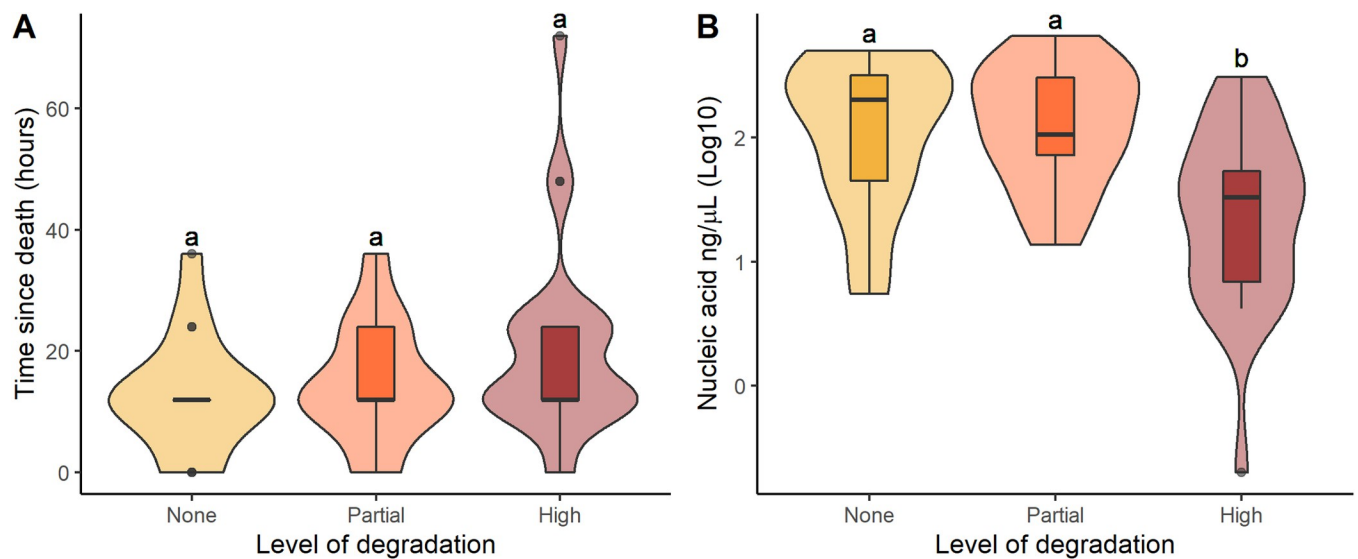 A
Time since death (hours)
60
40
20
0
a
a
a
None
Partial
High
Level of degradation
B
Nucleic acid ng/μL (Log10)
2
1
0
a
a
b
None
Partial
High
Level of degradation